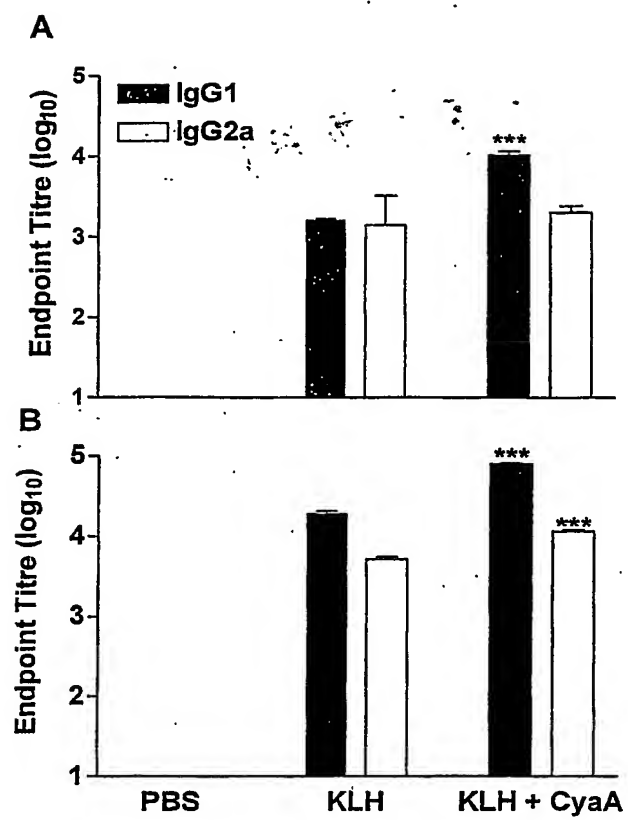 A
5
IgG1
IgG2a
4
***
3
2
1
Endpoint Titre (log10)
B
5
***
4
***
3
2
1
Endpoint Titre (log10)
PBS KLH KLH + CyaA